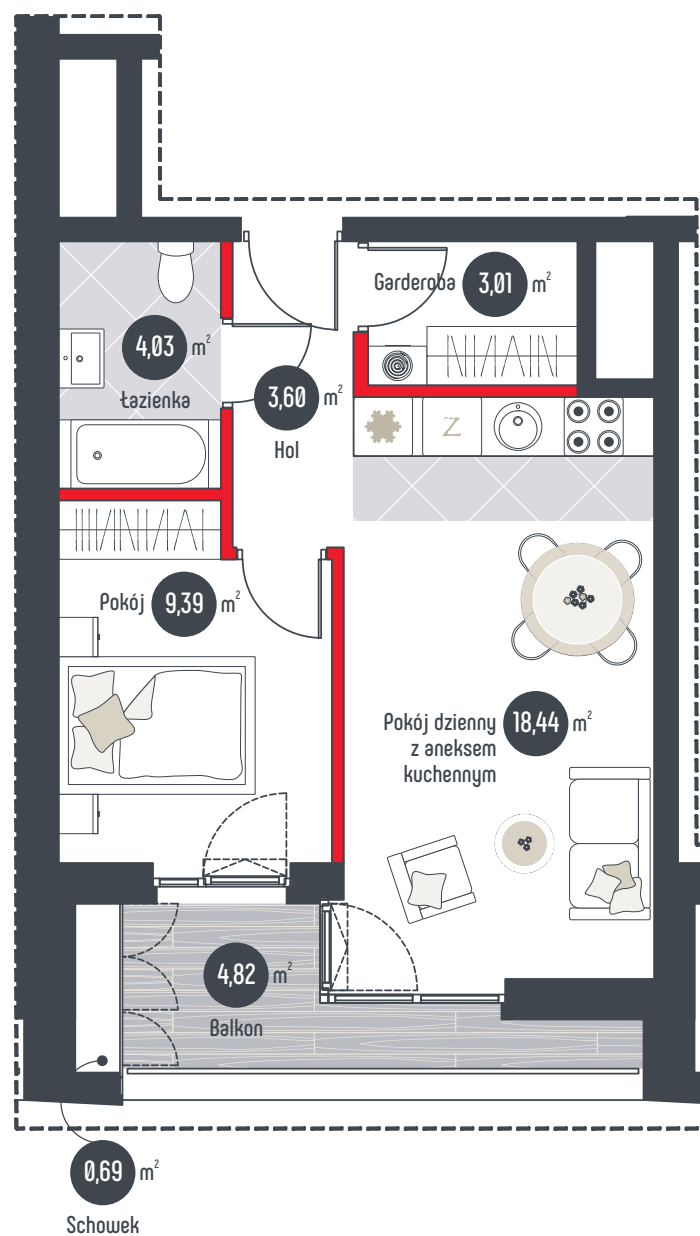 Garderoba 3,01 m²
4,03 m²
Łazienka
3,60 m²
Hol
Z
Pokój 9,39 m²
Pokój dzienny 18,44 m²
z aneksem
kuchennym
4,82 m²
Balkon
0,69 m²
Schowek